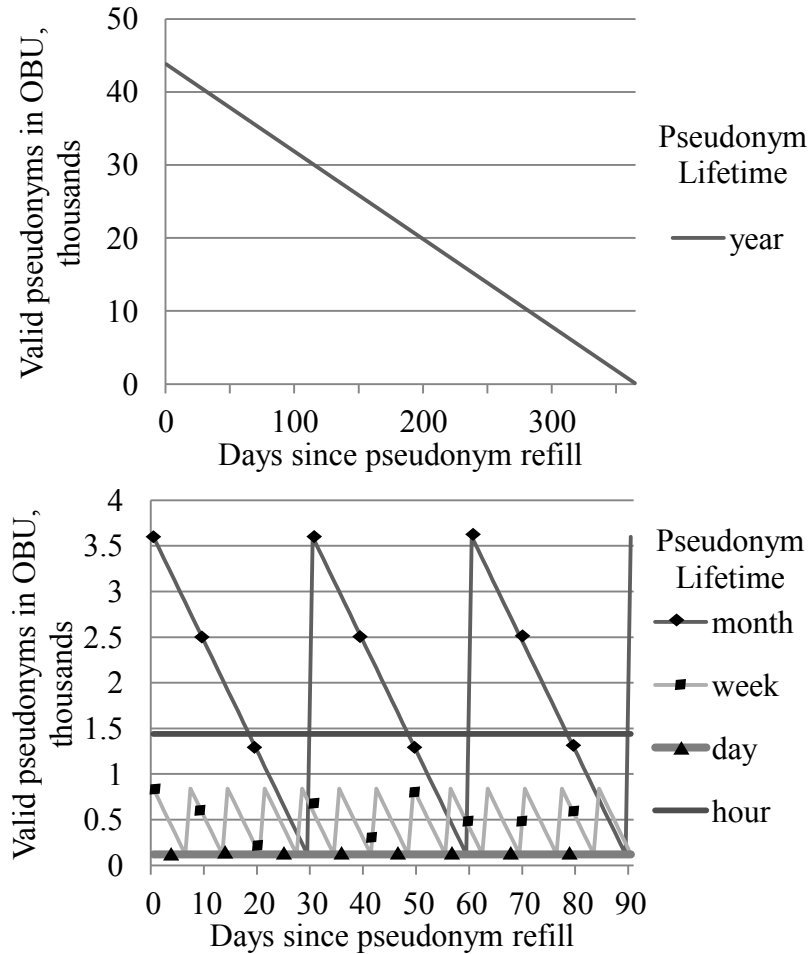 50
40
30
20
10
0
Valid pseudonyms in OBU,
thousands
0 100 200 300
Days since pseudonym refill
Pseudonym
Lifetime
year
4
3.5
3
2.5
2
1.5
1
0.5
0
Valid pseudonyms in OBU,
thousands
0 10 20 30 40 50 60 70 80 90
Days since pseudonym refill
Pseudonym
Lifetime
month
week
day
hour